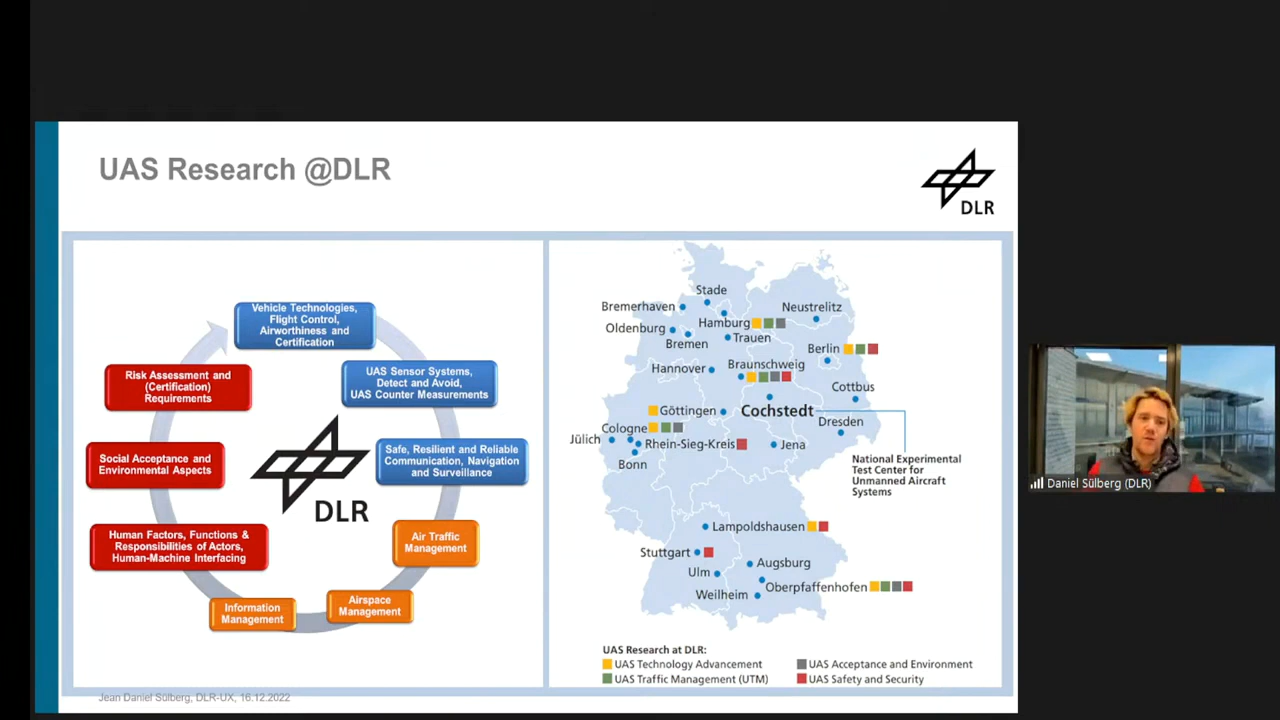 UAS Research @DLR
DLR
Vehicle Technologies,
Flight Control,
Airworthiness and
Certification
UAS Sensor Systems,
Detect and Avoid,
UAS Counter Measurements
Safe, Resilient and Reliable
Communication, Navigation
and Surveillance
Air Traffic
Management
Airspace
Management
Information
Management
Human Factors, Functions &
Responsibilities of Actors,
Human-Machine Interfacing
Social Acceptance and
Environmental Aspects
Risk Assessment and
(Certification)
Requirements
DLR
Stade
Bremerhaven
Neustrelitz
Hamburg
Oldenburg
Bremen
Trauen
Berlin
Hannover
Braunschweig
Cottbus
Göttingen
Cochstedt
Dresden
Cologne
Jülich
Rhein-Sieg-Kreis
Jena
Bonn
National Experimental
Test Center for
Unmanned Aircraft
Systems
Lampoldshausen
Stuttgart
Augsburg
Ulm
Oberpfaffenhofen
Weilheim
UAS Research at DLR:
UAS Technology Advancement
UAS Acceptance and Environment
UAS Traffic Management (UTM)
UAS Safety and Security
Jean Daniel Sülberg, DLR-UX, 16.12.2022
Daniel Sülberg (DLR)